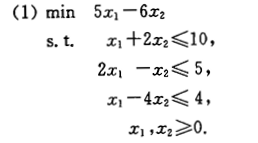 (1) min 5x₁−6x₂
s. t. x₁+2x₂≤10,
2x₁ −x₂≤ 5,
x₁−4x₂≤ 4,
x₁,x₂≥0.